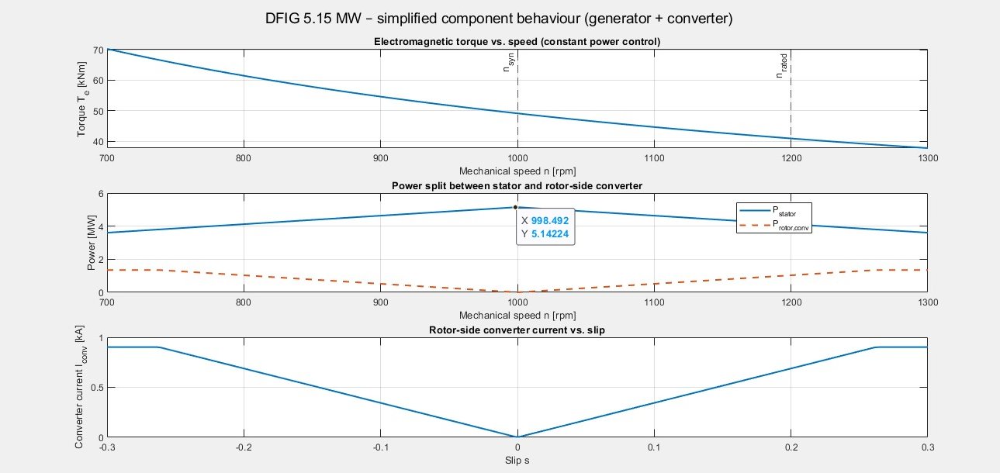 DFIG 5.15 MW – simplified component behaviour (generator + converter)
Electromagnetic torque vs. speed (constant power control)
Torque T_e [kNm]
70
60
50
40
n_syn
n_rated
700 800 900 1000 1100 1200 1300
Mechanical speed n [rpm]
Power split between stator and rotor-side converter
Power [MW]
6
4
2
0
X 998.492
Y 5.14224
P_stator
P_rotor,conv
700 800 900 1000 1100 1200 1300
Mechanical speed n [rpm]
Rotor-side converter current vs. slip
Converter current I_conv [kA]
1
0.5
0
-0.3 -0.2 -0.1 0 0.1 0.2 0.3
Slip s